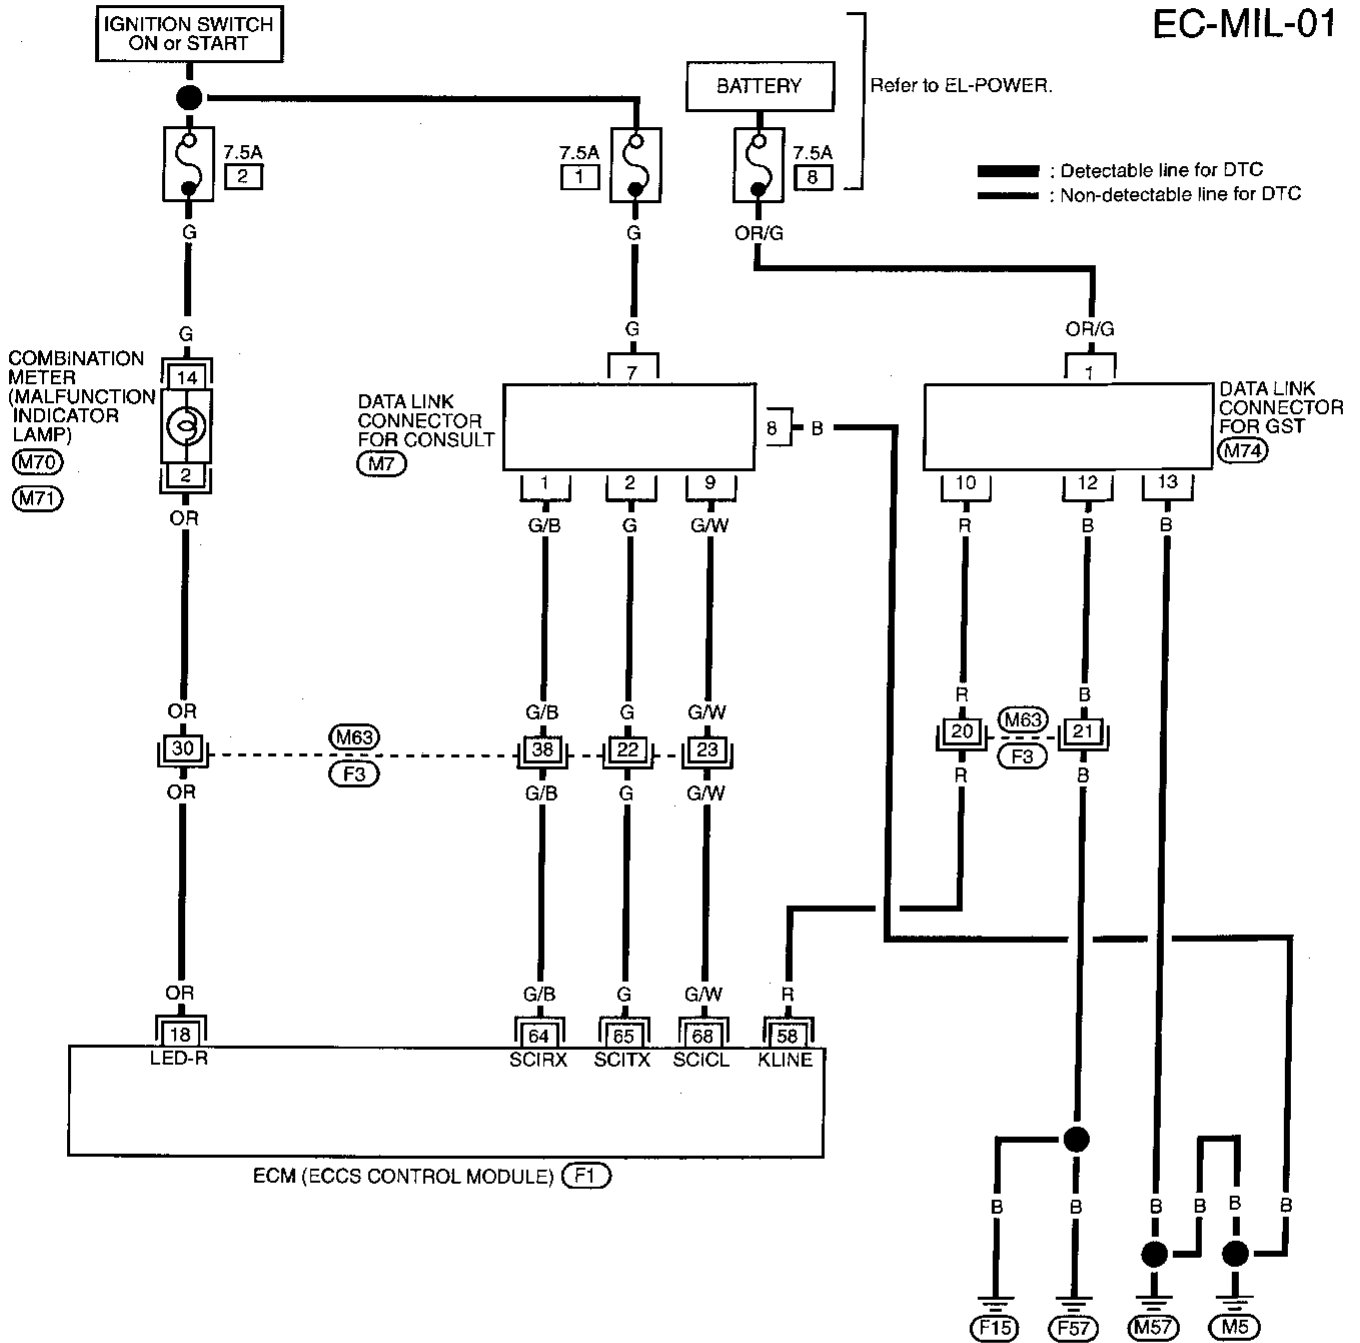 EC-MIL-01
IGNITION SWITCH
ON or START
BATTERY
Refer to EL-POWER.
7.5A
2
7.5A
1
7.5A
8
: Detectable line for DTC
: Non-detectable line for DTC
G
G
OR/G
G
G
OR/G
COMBINATION
METER
(MALFUNCTION
INDICATOR
LAMP)
M70
M71
14
2
DATA LINK
CONNECTOR
FOR CONSULT
M7
7
8
B
1
2
9
1
DATA LINK
CONNECTOR
FOR GST
M74
10
12
13
OR
G/B
G
G/W
R
B
B
OR
G/B
G
G/W
R
B
30
M63
F3
38
22
23
20
M63
F3
21
OR
G/B
G
G/W
R
B
OR
G/B
G
G/W
R
18
64
65
68
58
LED-R
SCIRX
SCITX
SCICL
KLINE
ECM (ECCS CONTROL MODULE)
F1
B
B
B
B
B
B
F15
F57
M57
M5